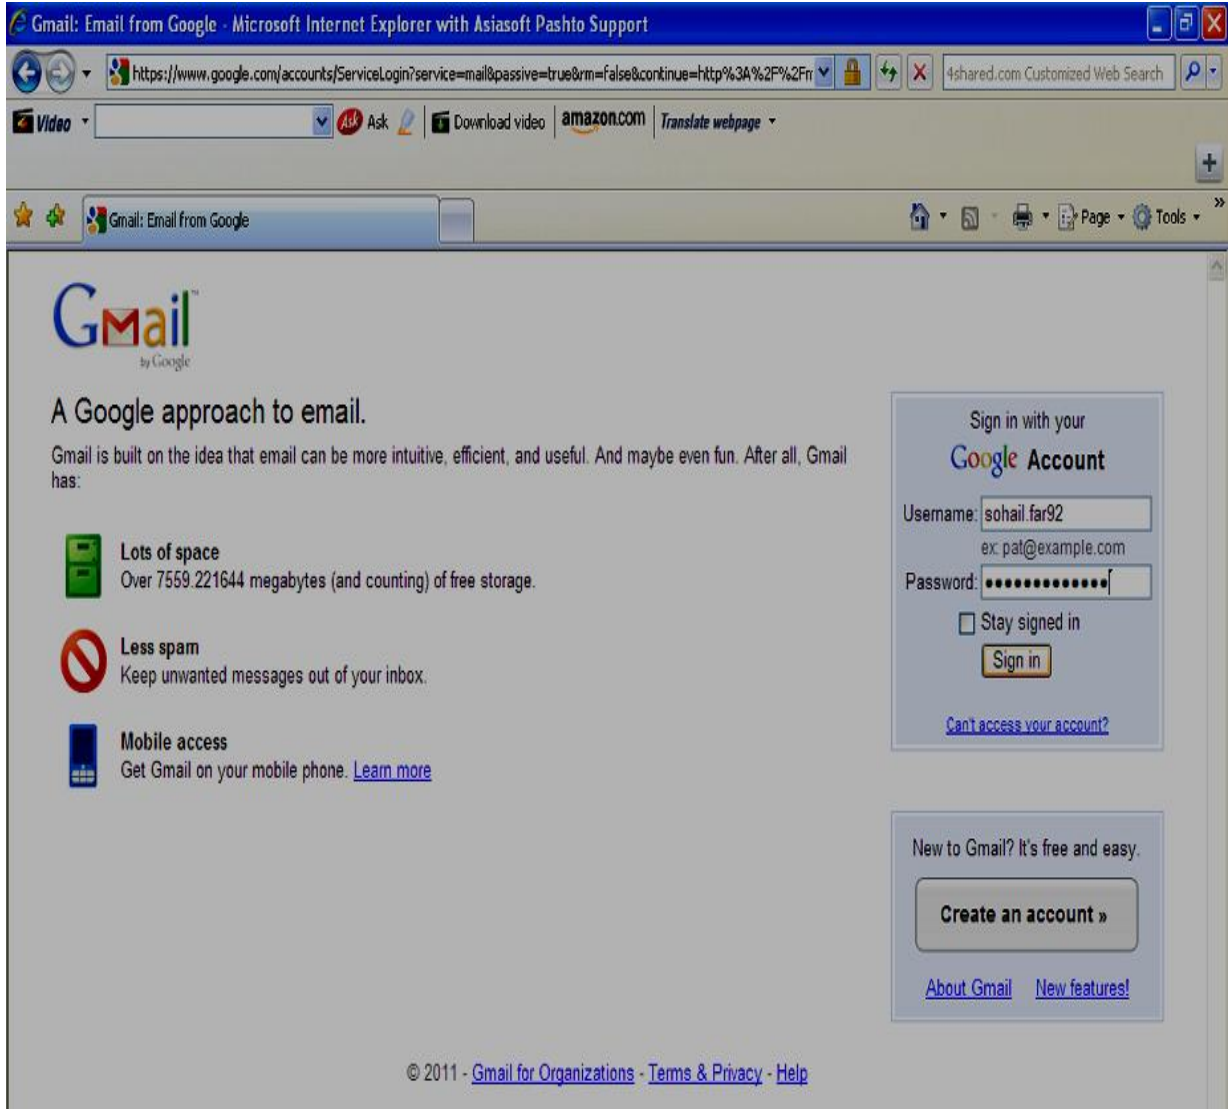 Gmail: Email from Google - Microsoft Internet Explorer with Asiasoft Pashto Support
https://www.google.com/accounts/ServiceLogin?service=mail&passive=true&rm=false&continue=http%3A%2F%2Fm
4shared.com Customized Web Search
Video
Ask Ask Download video amazon.com Translate webpage
Gmail: Email from Google
Page Tools
Gmail™
by Google
A Google approach to email.
Gmail is built on the idea that email can be more intuitive, efficient, and useful. And maybe even fun. After all, Gmail
has:
Lots of space
Over 7559.221644 megabytes (and counting) of free storage.
Less spam
Keep unwanted messages out of your inbox.
Mobile access
Get Gmail on your mobile phone. Learn more
Sign in with your
Google Account
Username: sohail.far92
ex: pat@example.com
Password: •••••••••••••
Stay signed in
Sign in
Can't access your account?
New to Gmail? It's free and easy.
Create an account »
About Gmail New features!
© 2011 - Gmail for Organizations - Terms & Privacy - Help